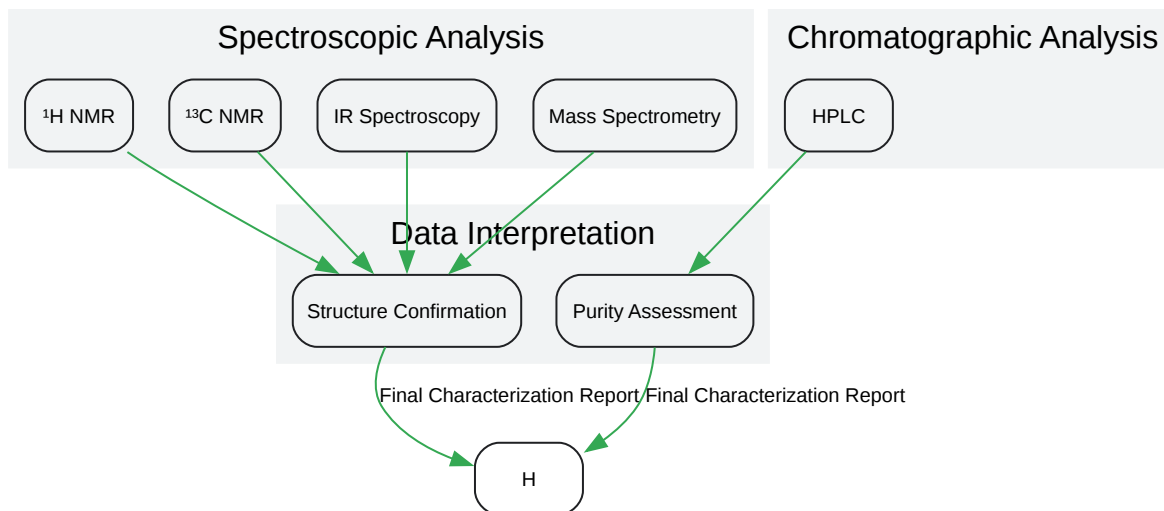 Spectroscopic Analysis
Chromatographic Analysis
¹H NMR
¹³C NMR
IR Spectroscopy
Mass Spectrometry
HPLC
Data Interpretation
Structure Confirmation
Purity Assessment
Final Characterization Report
Final Characterization Report
H